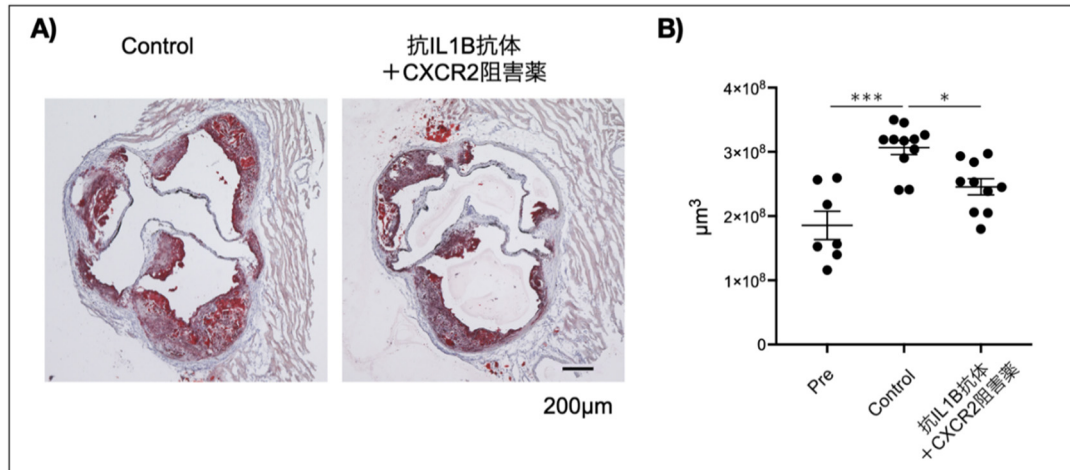 A)
Control
抗IL1B抗体
＋CXCR2阻害薬
200μm
B)
μm³
4×10⁸
3×10⁸
2×10⁸
1×10⁸
0
***
*
Pre
Control
抗IL1B抗体
＋CXCR2阻害薬